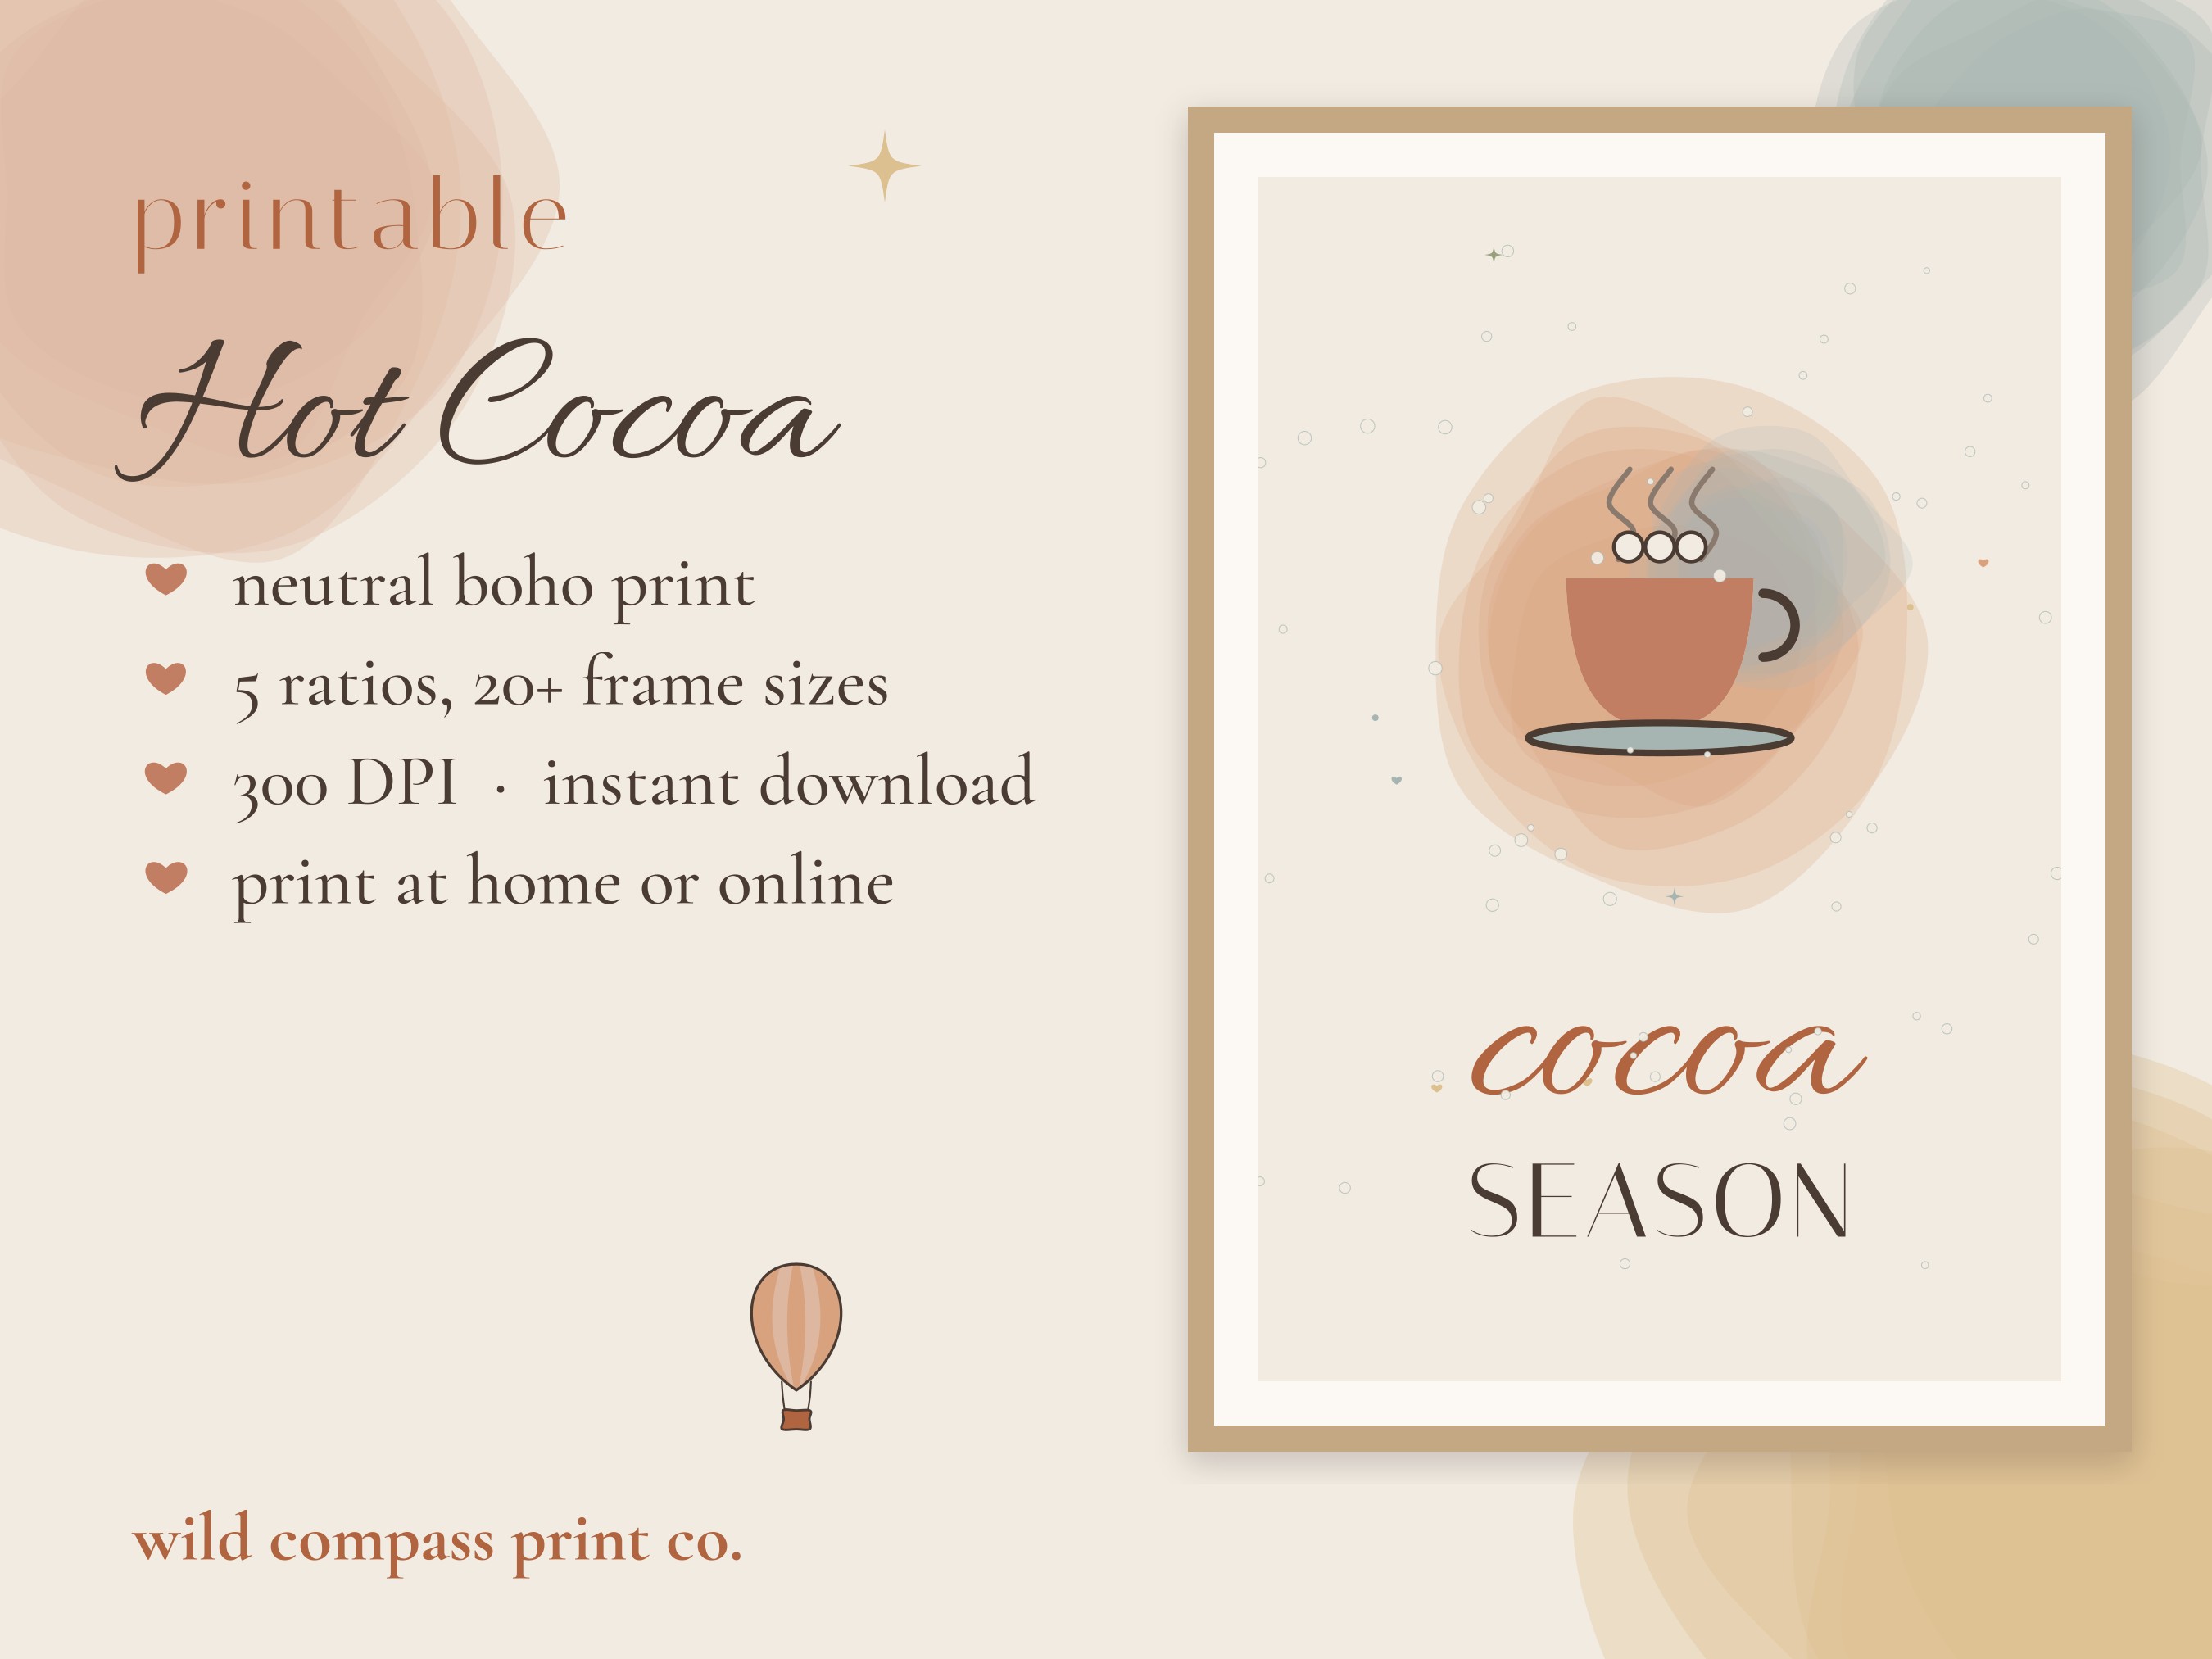 printable
Hot Cocoa
neutral boho print
5 ratios, 20+ frame sizes
300 DPI · instant download
print at home or online
wild compass print co.
cocoa
SEASON